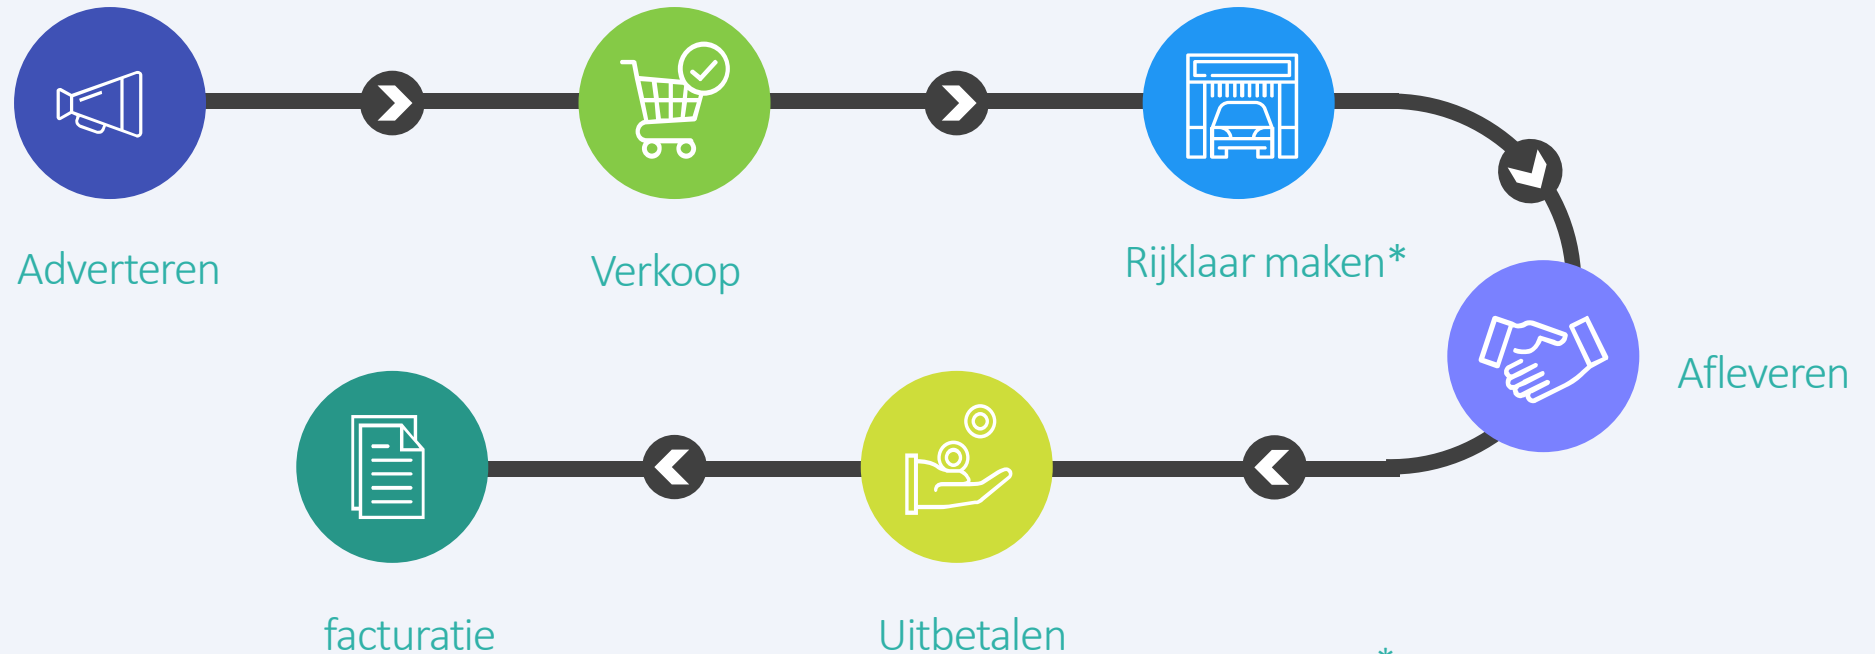 Adverteren
Verkoop
Rijklaar maken*
Afleveren
Uitbetalen
facturatie
*